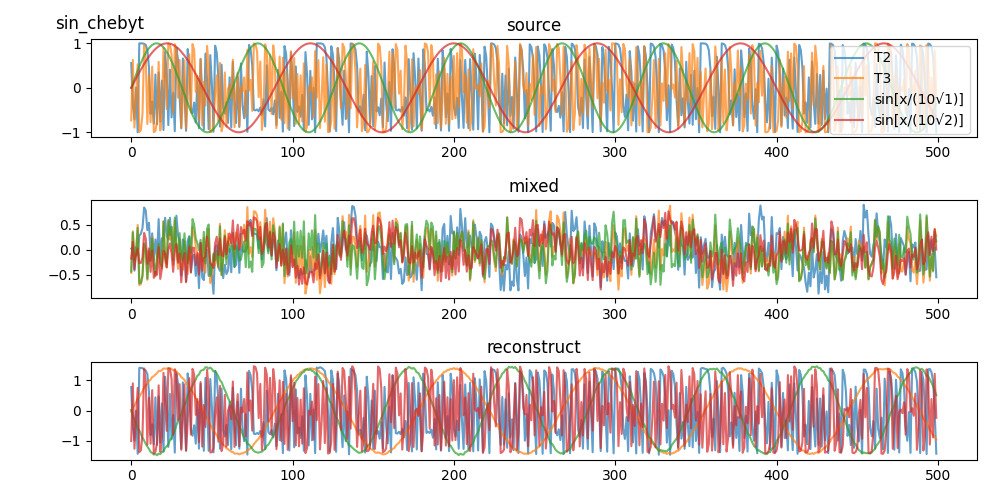 sin_chebyt
source
1
0
−1
T2
T3
sin[x/(10√1)]
sin[x/(10√2)]
0 100 200 300 400 500
mixed
0.5
0.0
−0.5
0 100 200 300 400 500
reconstruct
1
0
−1
0 100 200 300 400 500